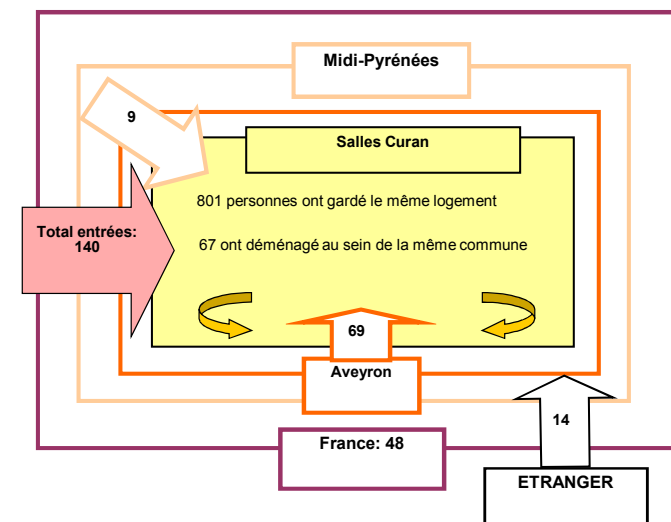 Midi-Pyrénées
9
Salles Curan
801 personnes ont gardé le même logement
Total entrées:
140
67 ont déménagé au sein de la même commune
69
Aveyron
14
France: 48
ETRANGER